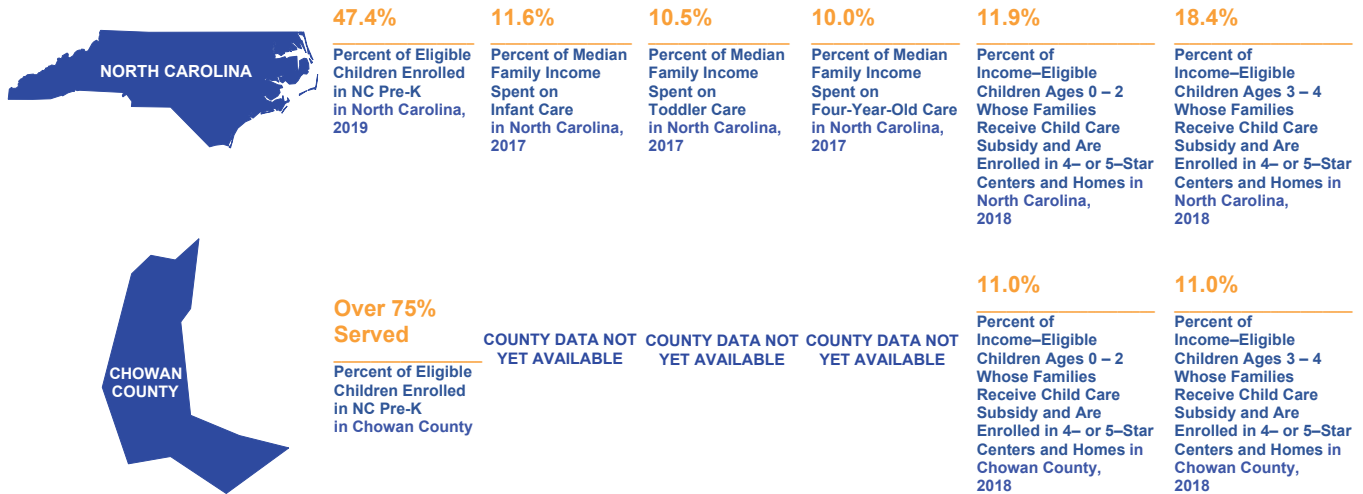 NORTH CAROLINA
47.4%
Percent of Eligible
Children Enrolled
in NC Pre-K
in North Carolina,
2019
11.6%
Percent of Median
Family Income
Spent on
Infant Care
in North Carolina,
2017
10.5%
Percent of Median
Family Income
Spent on
Toddler Care
in North Carolina,
2017
10.0%
Percent of Median
Family Income
Spent on
Four-Year-Old Care
in North Carolina,
2017
11.9%
Percent of
Income–Eligible
Children Ages 0 – 2
Whose Families
Receive Child Care
Subsidy and Are
Enrolled in 4– or 5–Star
Centers and Homes in
North Carolina,
2018
18.4%
Percent of
Income–Eligible
Children Ages 3 – 4
Whose Families
Receive Child Care
Subsidy and Are
Enrolled in 4– or 5–Star
Centers and Homes in
North Carolina,
2018
CHOWAN
COUNTY
Over 75%
Served
Percent of Eligible
Children Enrolled
in NC Pre-K
in Chowan County
COUNTY DATA NOT
YET AVAILABLE
COUNTY DATA NOT
YET AVAILABLE
COUNTY DATA NOT
YET AVAILABLE
11.0%
Percent of
Income–Eligible
Children Ages 0 – 2
Whose Families
Receive Child Care
Subsidy and Are
Enrolled in 4– or 5–Star
Centers and Homes in
Chowan County,
2018
11.0%
Percent of
Income–Eligible
Children Ages 3 – 4
Whose Families
Receive Child Care
Subsidy and Are
Enrolled in 4– or 5–Star
Centers and Homes in
Chowan County,
2018